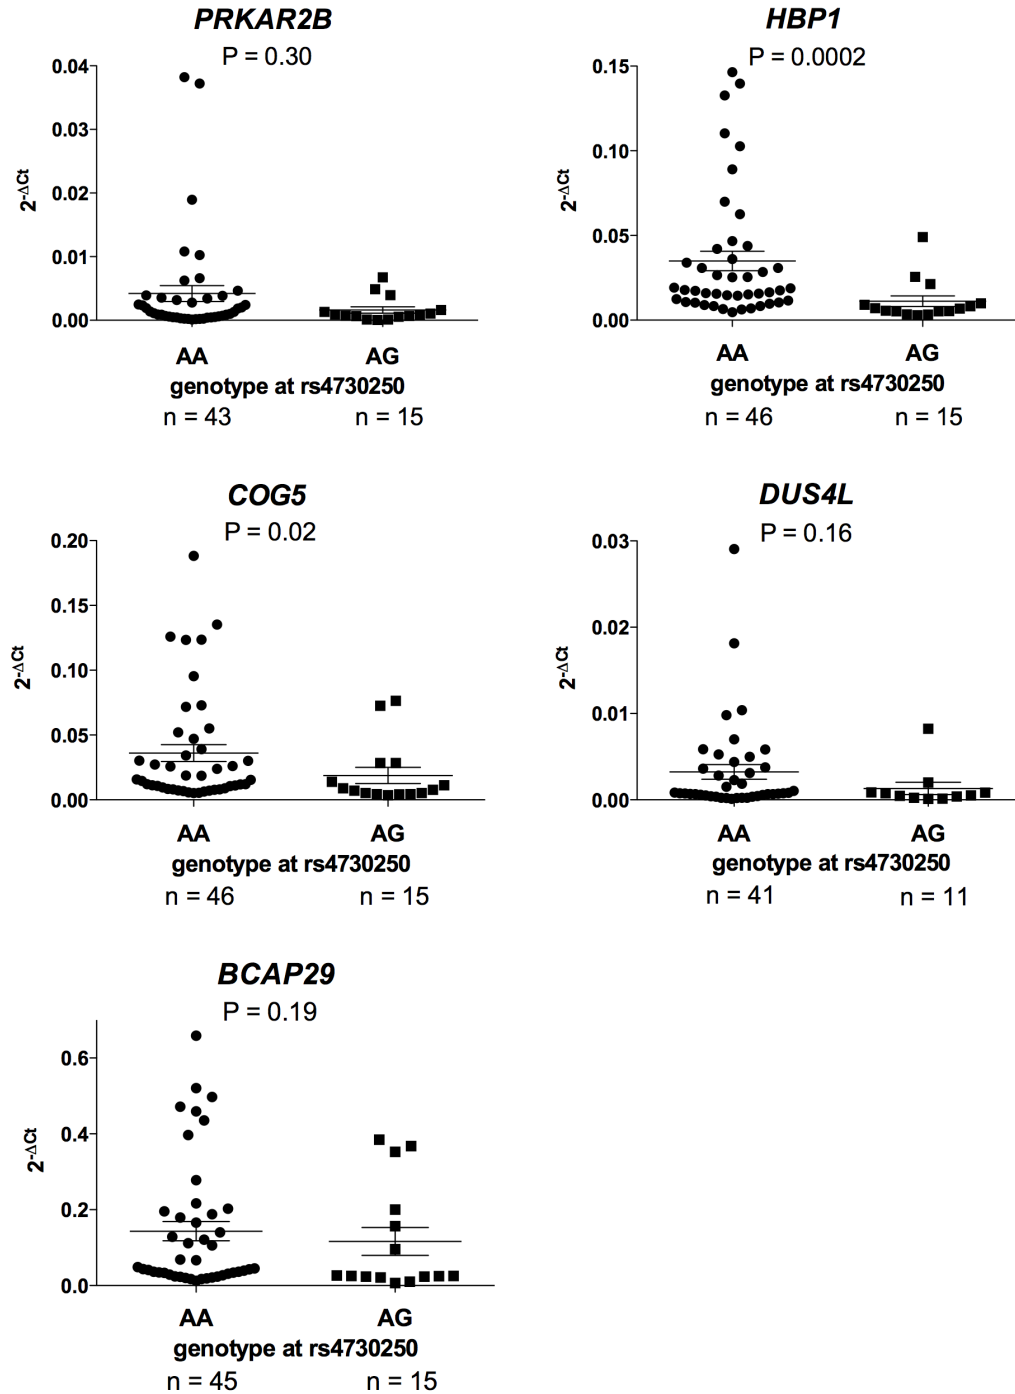 PRKAR2B
P = 0.30
0.04
0.03
0.02
0.01
0.00
2-ΔCt
AA AG
genotype at rs4730250
n = 43 n = 15
HBP1
P = 0.0002
0.15
0.10
0.05
0.00
2-ΔCt
AA AG
genotype at rs4730250
n = 46 n = 15
COG5
P = 0.02
0.20
0.15
0.10
0.05
0.00
2-ΔCt
AA AG
genotype at rs4730250
n = 46 n = 15
DUS4L
P = 0.16
0.03
0.02
0.01
0.00
2-ΔCt
AA AG
genotype at rs4730250
n = 41 n = 11
BCAP29
P = 0.19
0.6
0.4
0.2
0.0
2-ΔCt
AA AG
genotype at rs4730250
n = 45 n = 15